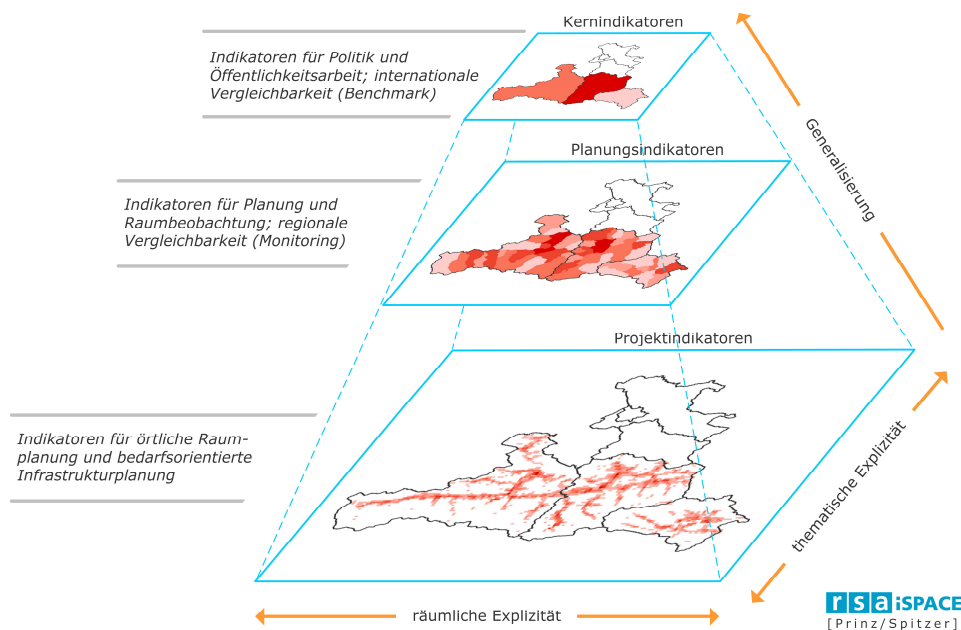 Kernindikatoren
Indikatoren für Politik und
Öffentlichkeitsarbeit; internationale
Vergleichbarkeit (Benchmark)
Generalisierung
Planungsindikatoren
Indikatoren für Planung und
Raumbeobachtung; regionale
Vergleichbarkeit (Monitoring)
Projektindikatoren
Indikatoren für örtliche Raum-
planung und bedarfsorientierte
Infrastrukturplanung
thematische Explizität
räumliche Explizität
rsa iSPACE
[Prinz/Spitzer]